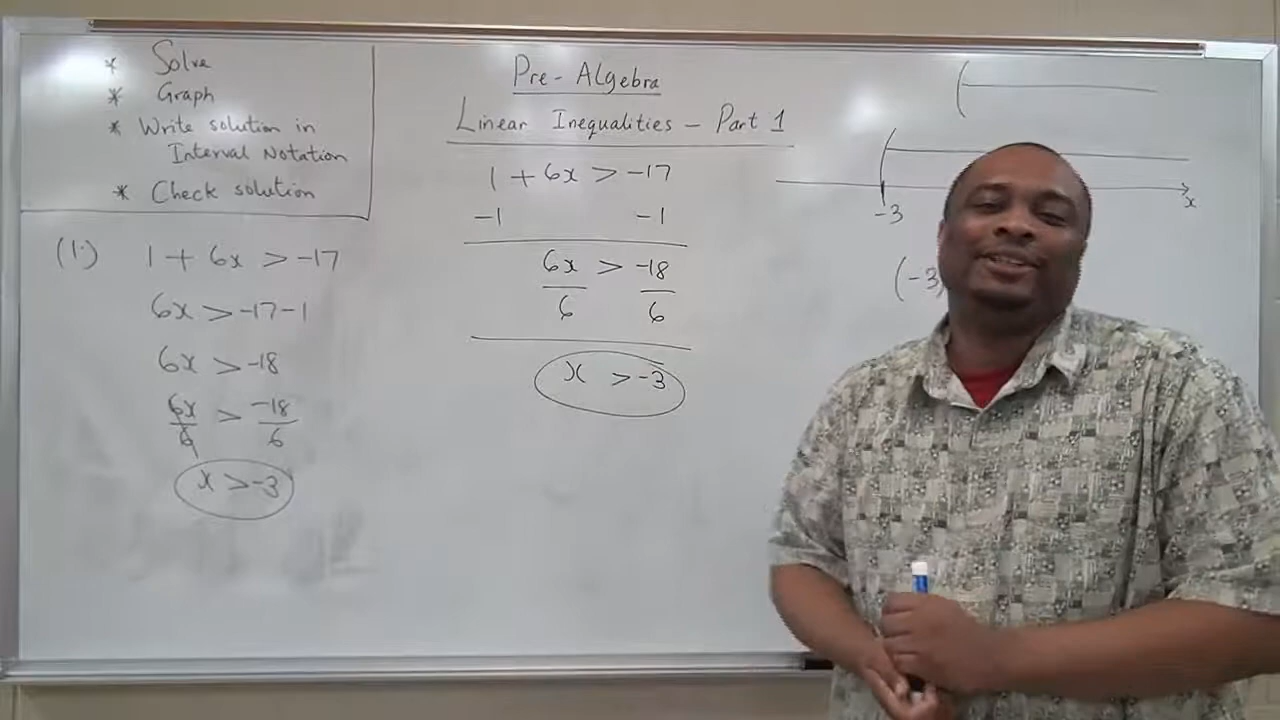 * Solve
* Graph
* Write solution in
Interval Notation
* Check solution
(1.) 1 + 6x > -17
6x > -17-1
6x > -18
6x/6 > -18/6
x > -3
Pre-Algebra
Linear Inequalities - Part 1
1 + 6x > -17
-1 -1
6x > -18
6 6
x > -3
(
(
-3 x
(-3